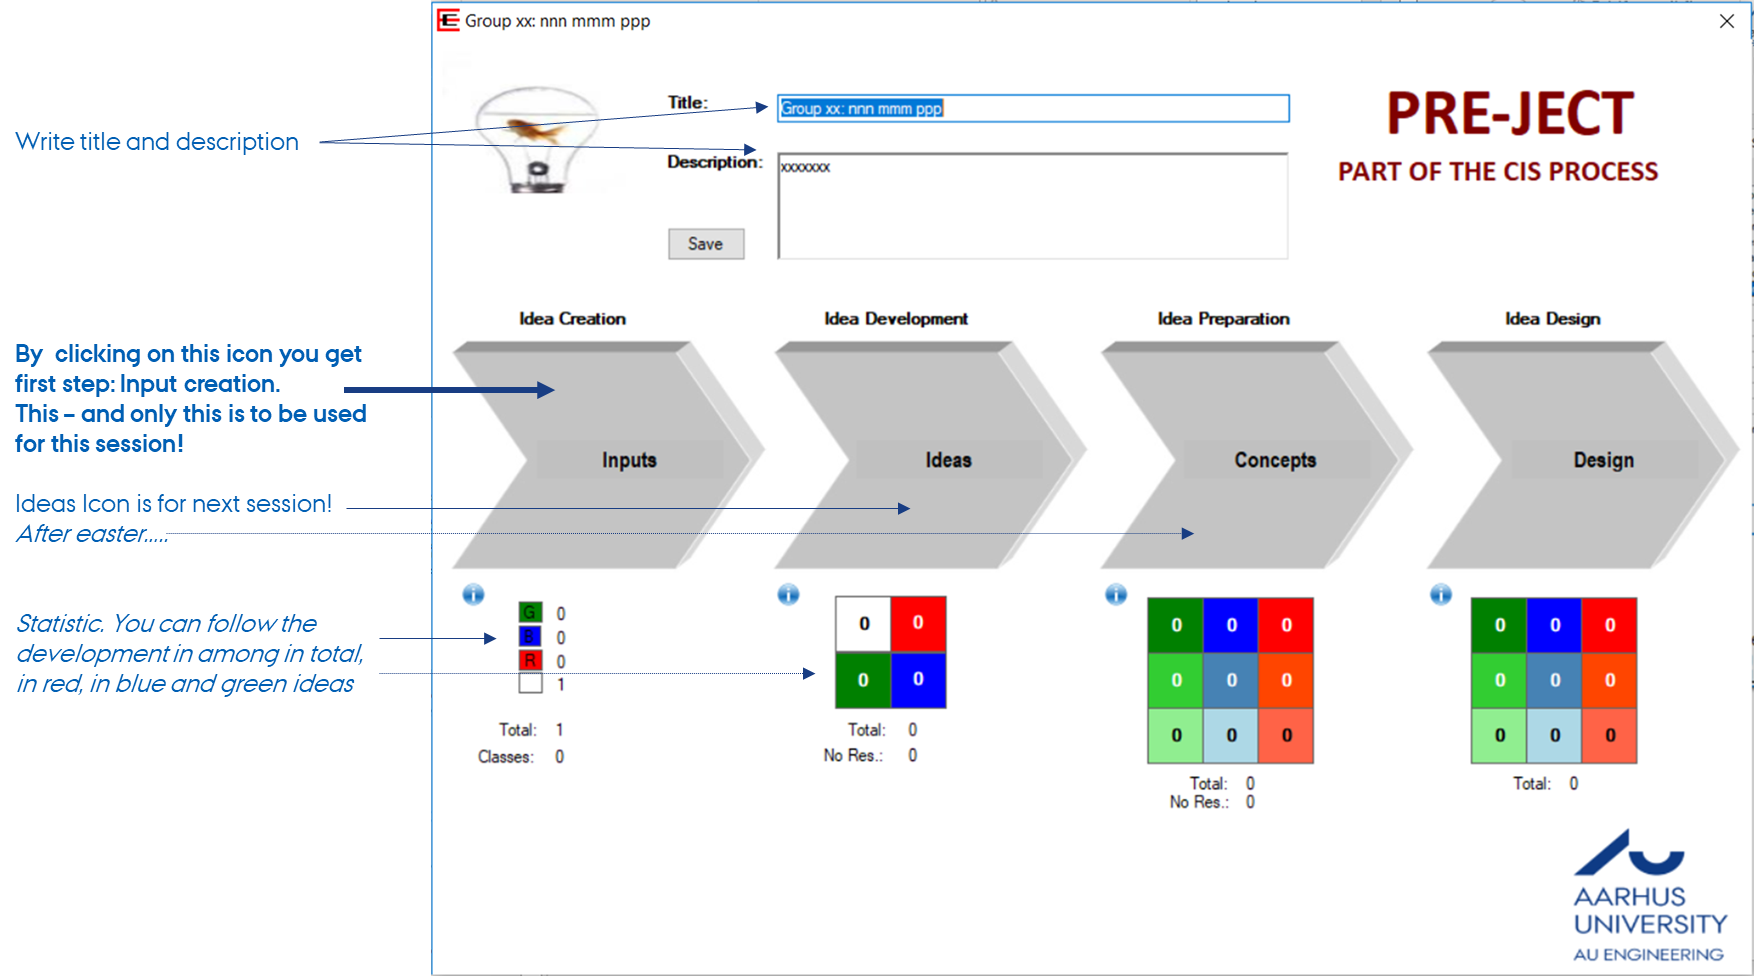 Group xx: nnn mmm ppp
Title:
Group xx: nnn mmm ppp
PRE-JECT
PART OF THE CIS PROCESS
Write title and description
Description:
xxxxxxx
Save
Idea Creation
Idea Development
Idea Preparation
Idea Design
By clicking on this icon you get
first step: Input creation.
This – and only this is to be used
for this session!
Inputs
Ideas
Concepts
Design
Ideas Icon is for next session!
After easter.....
Statistic. You can follow the
development in among in total,
in red, in blue and green ideas
G 0
B 0
R 0
1
Total: 1
Classes: 0
0 0
0 0
Total: 0
No Res.: 0
0 0 0
0 0 0
0 0 0
Total: 0
No Res.: 0
0 0 0
0 0 0
0 0 0
Total: 0
AARHUS
UNIVERSITY
AU ENGINEERING